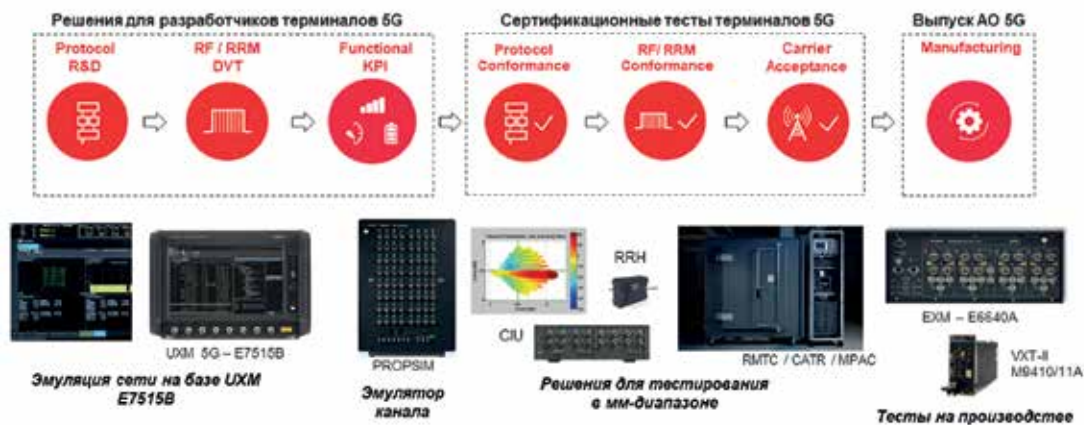 Решения для разработчиков терминалов 5G
Сертификационные тесты терминалов 5G
Выпуск АО 5G
Protocol
R&D
RF / RRM
DVT
Functional
KPI
Protocol
Conformance
RF/ RRM
Conformance
Carrier
Acceptance
Manufacturing
UXM 5G – E7515B
Эмуляция сети на базе UXM
E7515B
PROPSIM
Эмулятор
канала
RRH
CIU
RMTC / CATR / MPAC
Решения для тестирования
в мм-диапазоне
EXM – E6640A
VXT-II
M9410/11A
Тесты на производстве